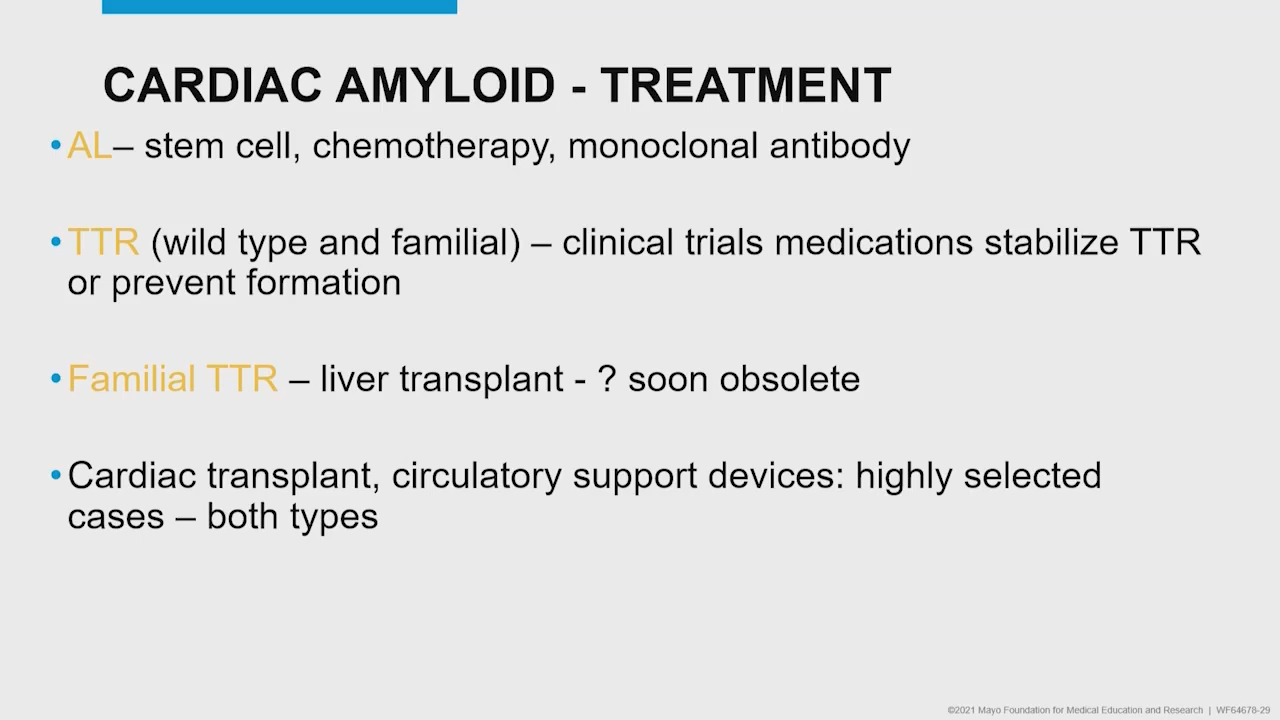 CARDIAC AMYLOID - TREATMENT
•AL– stem cell, chemotherapy, monoclonal antibody
•TTR (wild type and familial) – clinical trials medications stabilize TTR
or prevent formation
•Familial TTR – liver transplant - ? soon obsolete
•Cardiac transplant, circulatory support devices: highly selected
cases – both types
©2021 Mayo Foundation for Medical Education and Research | WF64678-29